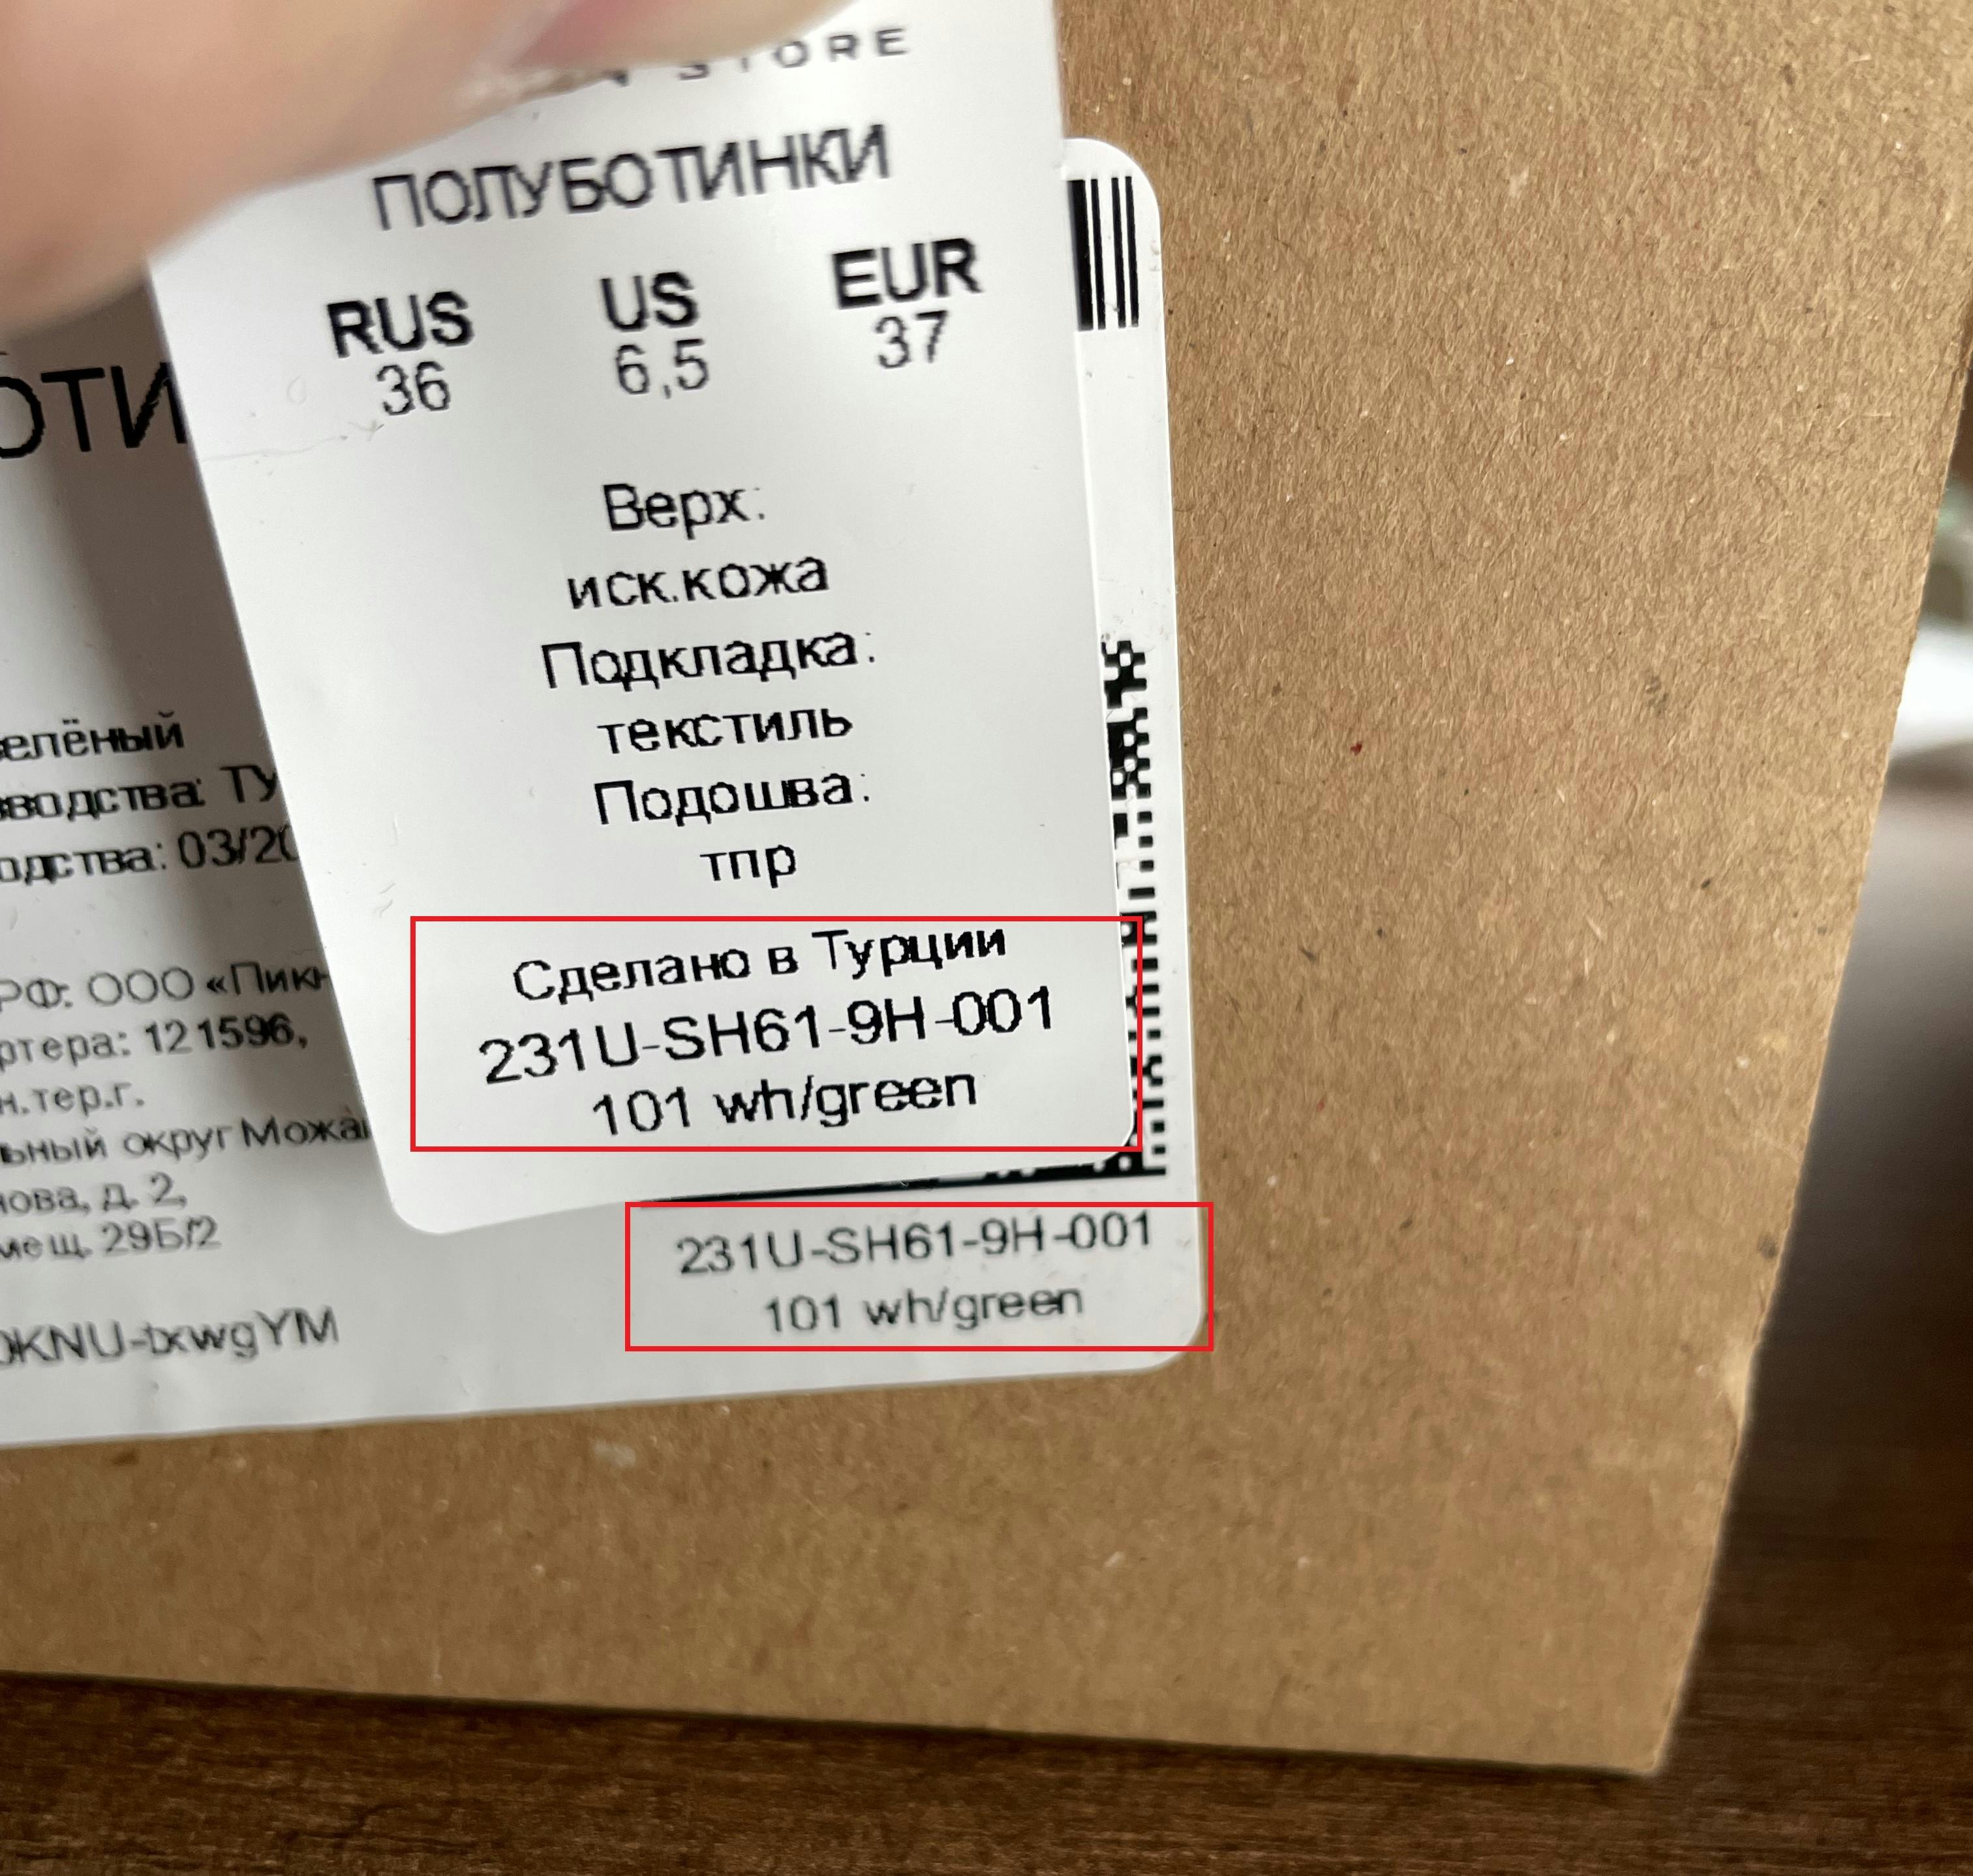 STORE
ПОЛУБОТИНКИ
RUS US EUR
36 6,5 37
Верх:
иск.кожа
Подкладка:
текстиль
Подошва:
тпр
Сделано в Турции
231U-SH61-9H-001
101 wh/green
ОТИ
елёный
зводства: ТУ
одства: 03/20
РФ: ООО «Пикн
ртера: 121596,
н.тер.г.
ьный округ Можай
нова, д. 2,
мещ. 29Б/2
0KNU-txwgYM
231U-SH61-9H-001
101 wh/green